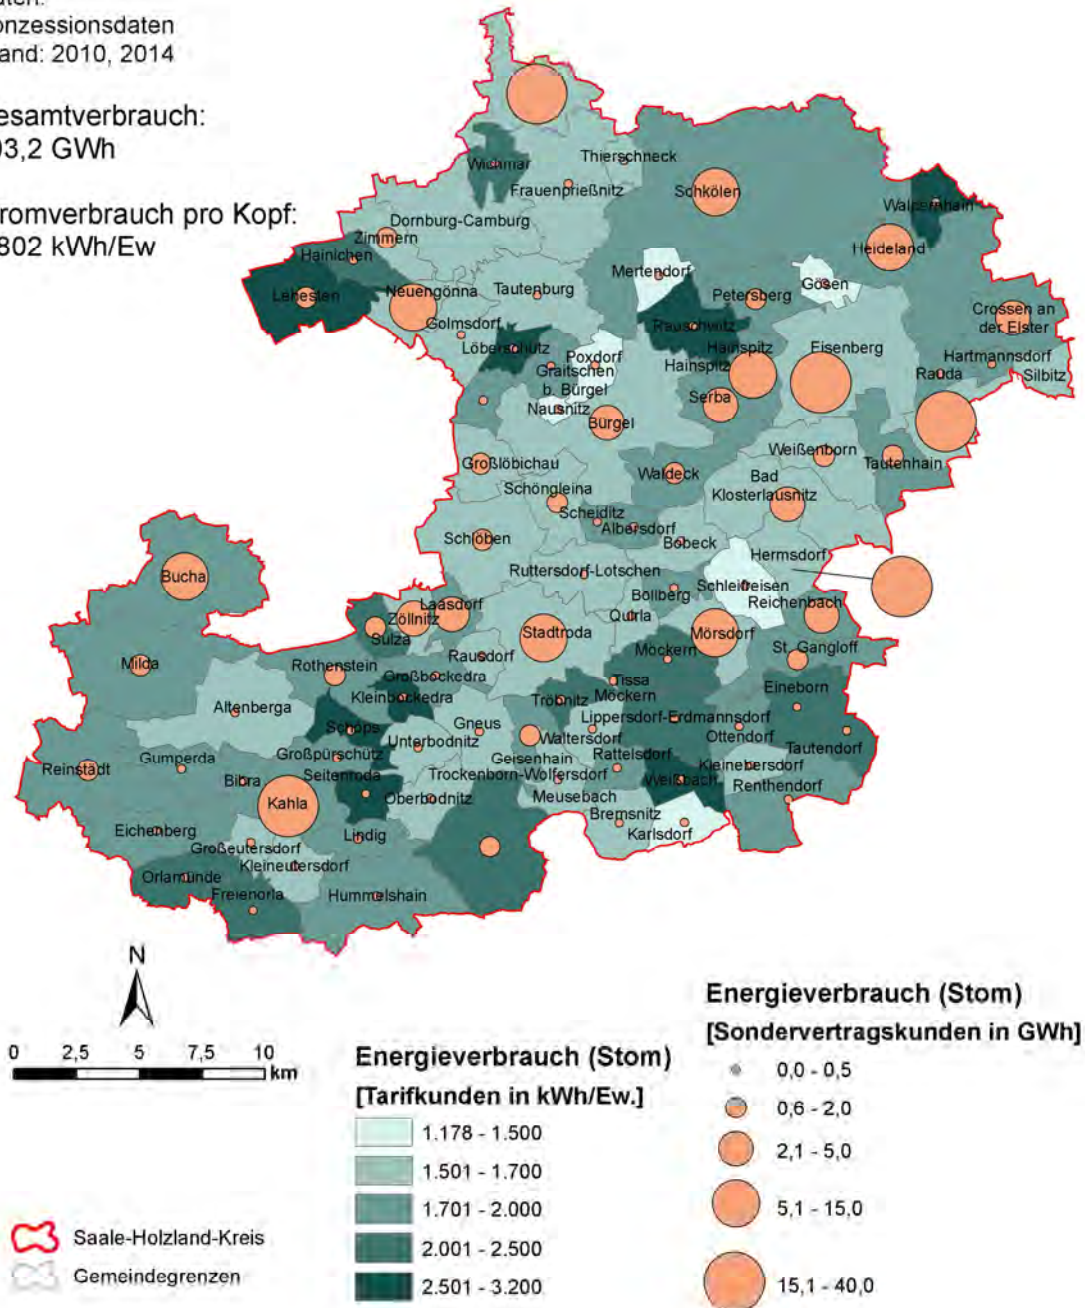 onzessionsdaten
and: 2010, 2014
esamtverbrauch:
3,2 GWh
romverbrauch pro Kopf:
802 kWh/Ew
Thierschneck
Wichmar
Frauenprießnitz
Schkölen
Walpernhain
Dornburg-Camburg
Zimmern
Hainichen
Heideland
Mertendorf
Gösen
Lehesten
Neuengönna
Tautenburg
Petersberg
Crossen an
der Elster
Golmsdorf
Rauschwitz
Löberschütz
Poxdorf
Hainspitz
Eisenberg
Hartmannsdorf
Graitschen
b. Bürgel
Hainspitz
Rauda
Silbitz
Nausnitz
Serba
Bürgel
Weißenborn
Großlöbichau
Waldeck
Bad
Klosterlausnitz
Tautenhain
Schöngleina
Scheiditz
Albersdorf
Schlöben
Bobeck
Hermsdorf
Bucha
Ruttersdorf-Lotschen
Schleifreisen
Bollberg
Reichenbach
Laasdorf
Zöllnitz
Quirla
Sulza
Stadtroda
Mörsdorf
Milda
Rausdorf
Möckern
St. Gangloff
Rothenstein
Großbockedra
Tissa
Eineborn
Kleinbockedra
Tröbnitz
Möckern
Altenberga
Schöps
Gneus
Lippersdorf-Erdmannsdorf
Unterbodnitz
Waltersdorf
Ottendorf
Tautendorf
Gumperda
Großpürschütz
Geisenhain
Rattelsdorf
Reinstädt
Bibra
Seitenroda
Trockenborn-Wolfersdorf
Weißbach
Kleinebersdorf
Kahla
Oberbodnitz
Meusebach
Renthendorf
Bremsnitz
Eichenberg
Lindig
Karlsdorf
Großeutersdorf
Kleineutersdorf
Orlamünde
Freienorla
Hummelshain
N
0 2,5 5 7,5 10
km
Saale-Holzland-Kreis
Gemeindegrenzen
Energieverbrauch (Stom)
[Tarifkunden in kWh/Ew.]
1.178 - 1.500
1.501 - 1.700
1.701 - 2.000
2.001 - 2.500
2.501 - 3.200
Energieverbrauch (Stom)
[Sondervertragskunden in GWh]
0,0 - 0,5
0,6 - 2,0
2,1 - 5,0
5,1 - 15,0
15,1 - 40,0